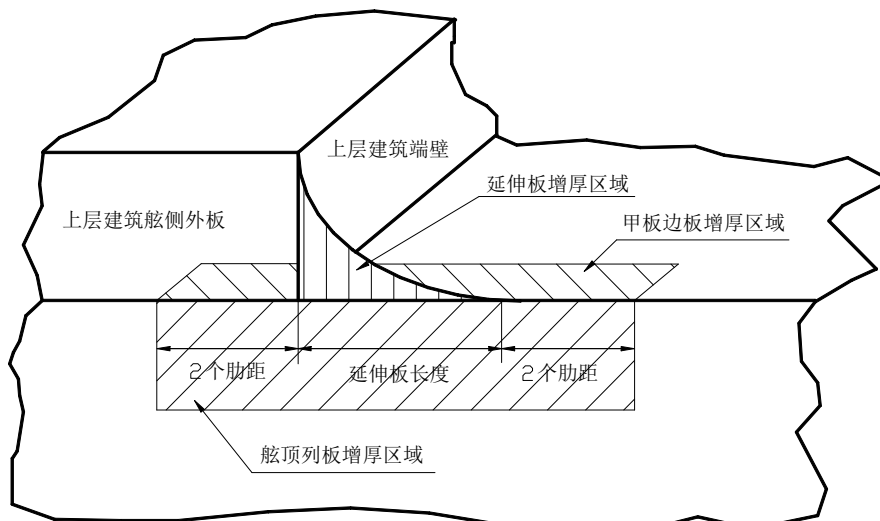 上层建筑端壁
延伸板增厚区域
上层建筑舷侧外板
甲板边板增厚区域
2个肋距
延伸板长度
2个肋距
舷顶列板增厚区域